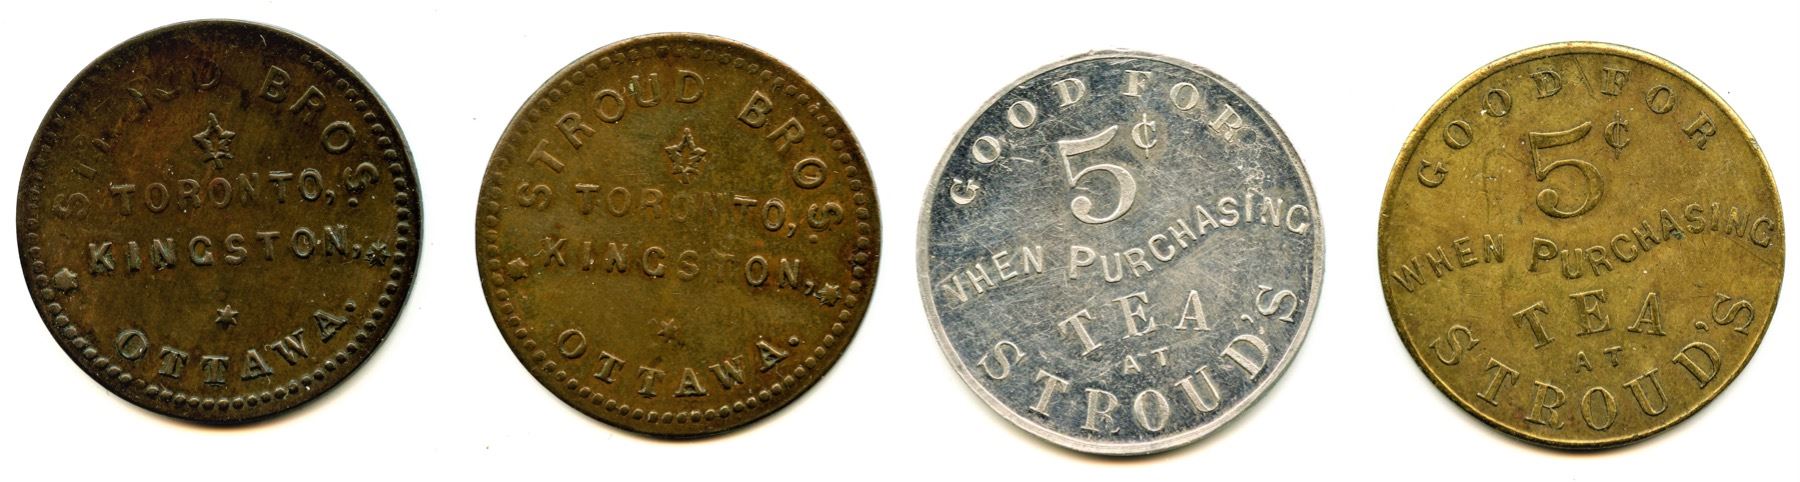 STROUD BROS.
TORONTO,
KINGSTON,
OTTAWA.
STROUD BROS.
TORONTO,
KINGSTON,
OTTAWA.
GOOD FOR
5¢
WHEN PURCHASING
TEA
AT
STROUD'S
GOOD FOR
5¢
WHEN PURCHASING
TEA
AT
STROUD'S